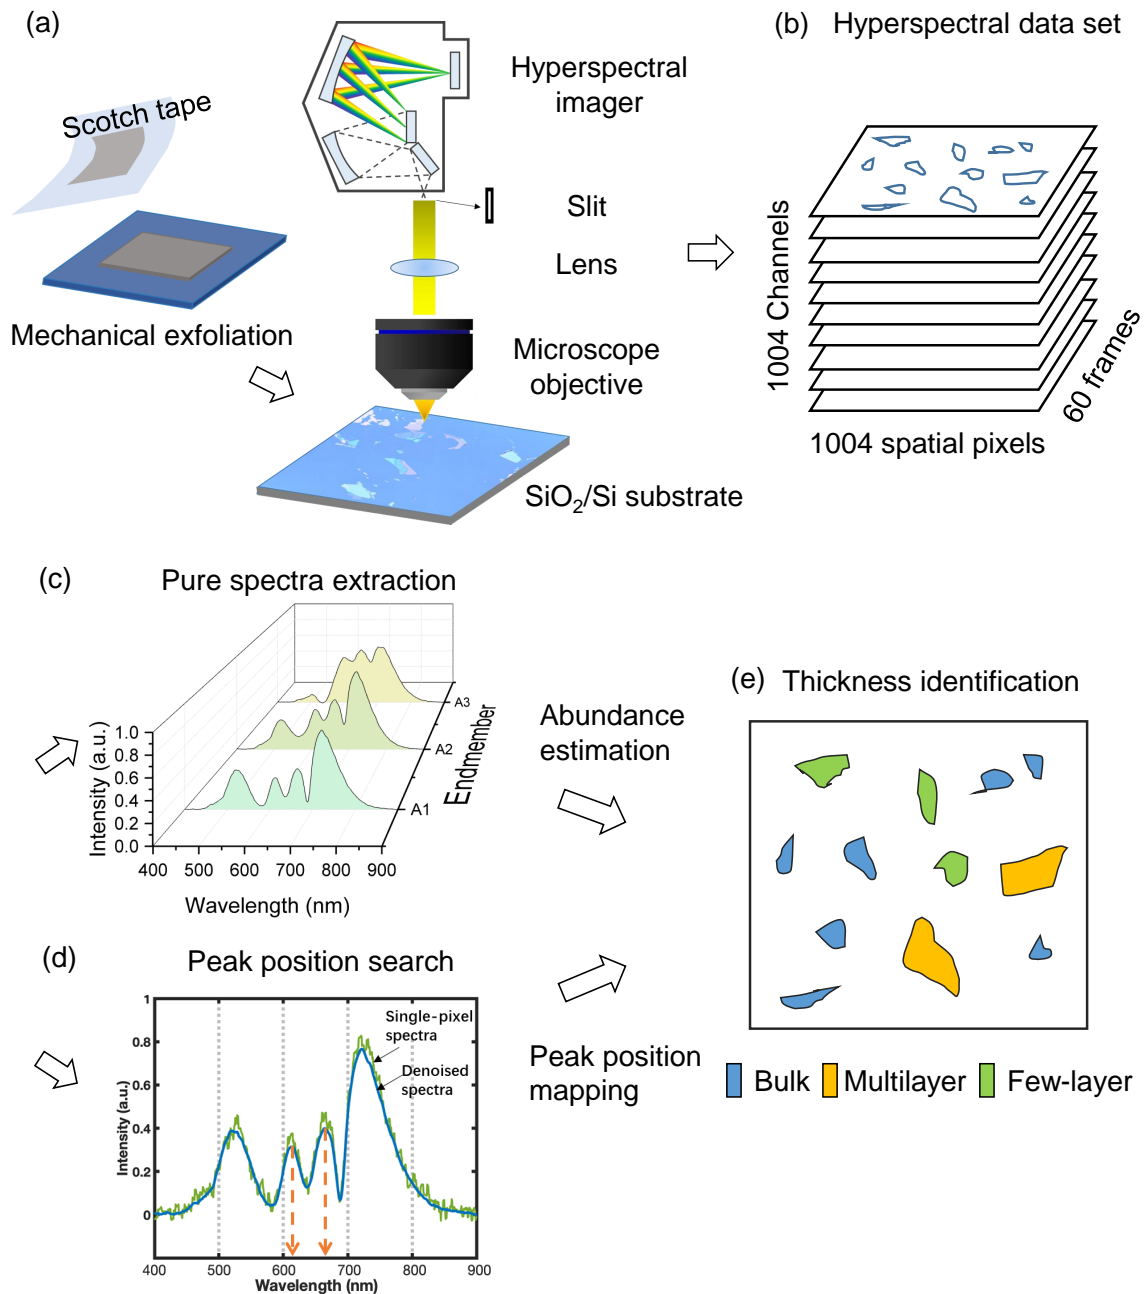 (a)
Scotch tape
Mechanical exfoliation
Hyperspectral
imager
Slit
Lens
Microscope
objective
SiO₂/Si substrate
(b)
Hyperspectral data set
1004 Channels
60 frames
1004 spatial pixels
(c)
Pure spectra extraction
Intensity (a.u.)
1.0
0.8
0.6
0.4
0.2
0.0
400 500 600 700 800 900
Wavelength (nm)
A3
A2
A1
Endmember
Abundance
estimation
(d)
Peak position search
Single-pixel
spectra
Denoised
spectra
Intensity (a.u.)
1
0.8
0.6
0.4
0.2
0
400 500 600 700 800 900
Wavelength (nm)
Peak position
mapping
(e)
Thickness identification
Bulk Multilayer Few-layer